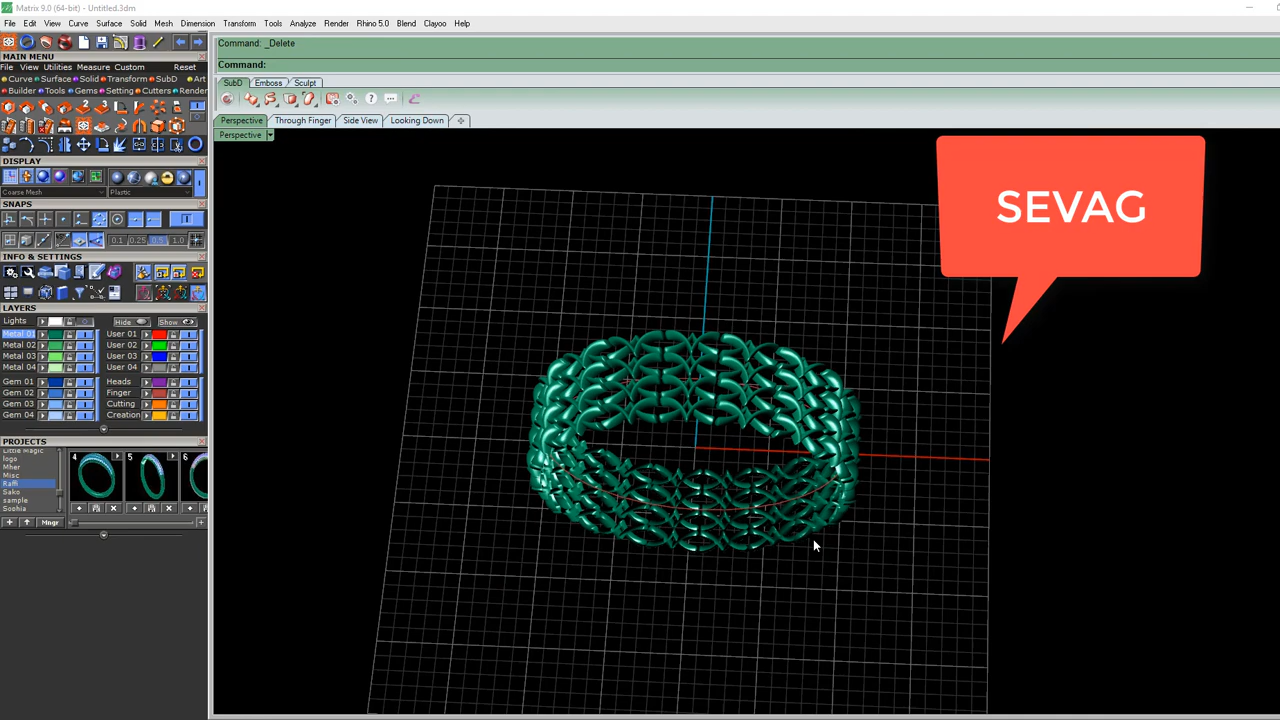 Matrix 9.0 (64-bit) - Untitled.3dm
File Edit View Curve Surface Solid Mesh Dimension Transform Tools Analyze Render Rhino 5.0 Blend Clayoo Help
Command: _Delete
Command:
MAIN MENU
File View Utilities Measure Custom Reset
Curve Surface Solid Transform SubD Art
Builder Tools Gems Setting Cutters Render
SubD Emboss Sculpt
Perspective Through Finger Side View Looking Down
Perspective
DISPLAY
Coarse Mesh Plastic
SNAPS
0.1 0.25 0.5 1.0
INFO & SETTINGS
LAYERS
Lights Hide Show
Metal 01 User 01
Metal 02 User 02
Metal 03 User 03
Metal 04 User 04
Gem 01 Heads
Gem 02 Finger
Gem 03 Cutting
Gem 04 Creation
PROJECTS
Little Magic
logo
Mher
Misc
Raffi
Sako
sample
Soohia
4 5 6
Mngr
SEVAG